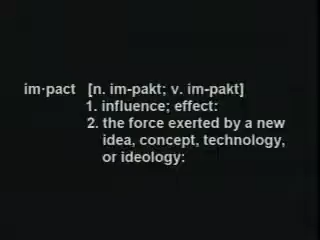 im·pact [n. im-pakt; v. im-pakt]
1. influence; effect:
2. the force exerted by a new
idea, concept, technology,
or ideology: